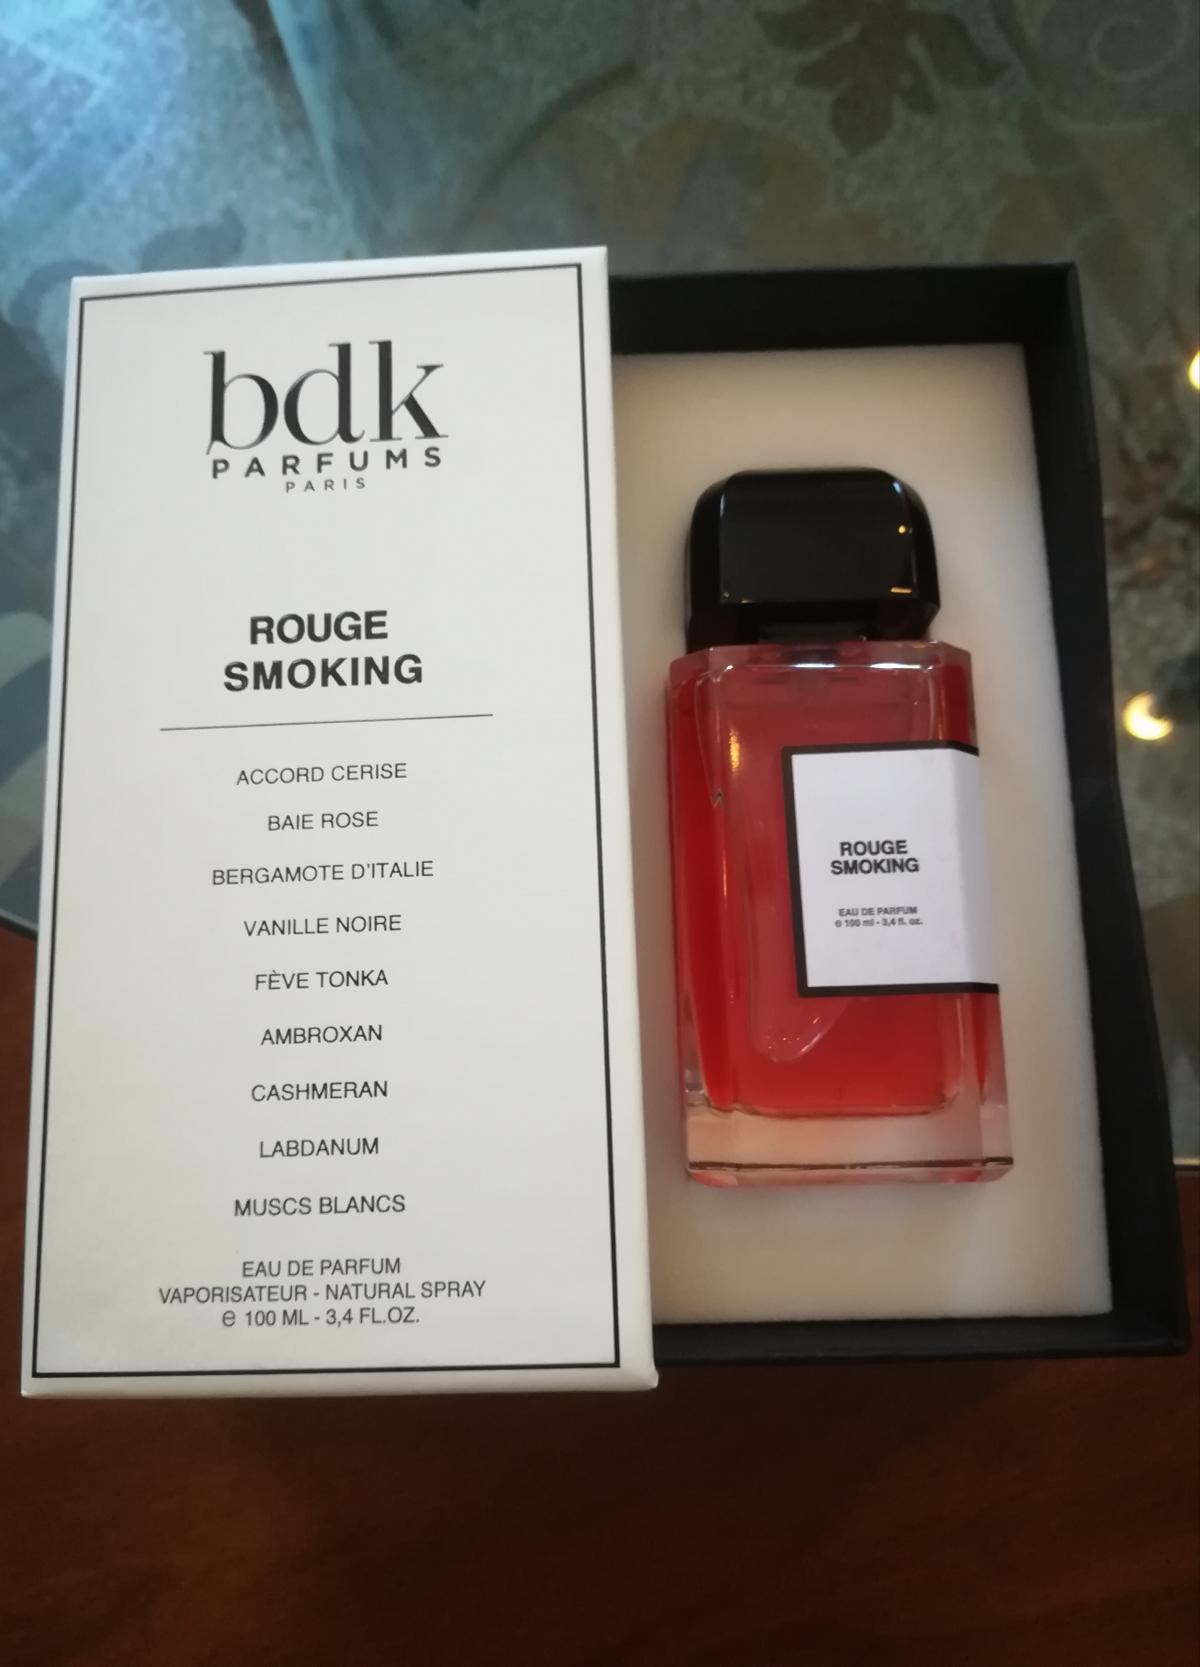 bdk
PARFUMS
PARIS
ROUGE
SMOKING
ACCORD CERISE
BAIE ROSE
BERGAMOTE D'ITALIE
VANILLE NOIRE
FÈVE TONKA
AMBROXAN
CASHMERAN
LABDANUM
MUSCS BLANCS
EAU DE PARFUM
VAPORISATEUR - NATURAL SPRAY
℮ 100 ML - 3,4 FL.OZ.
ROUGE
SMOKING
EAU DE PARFUM
℮ 100 ml - 3,4 fl. oz.